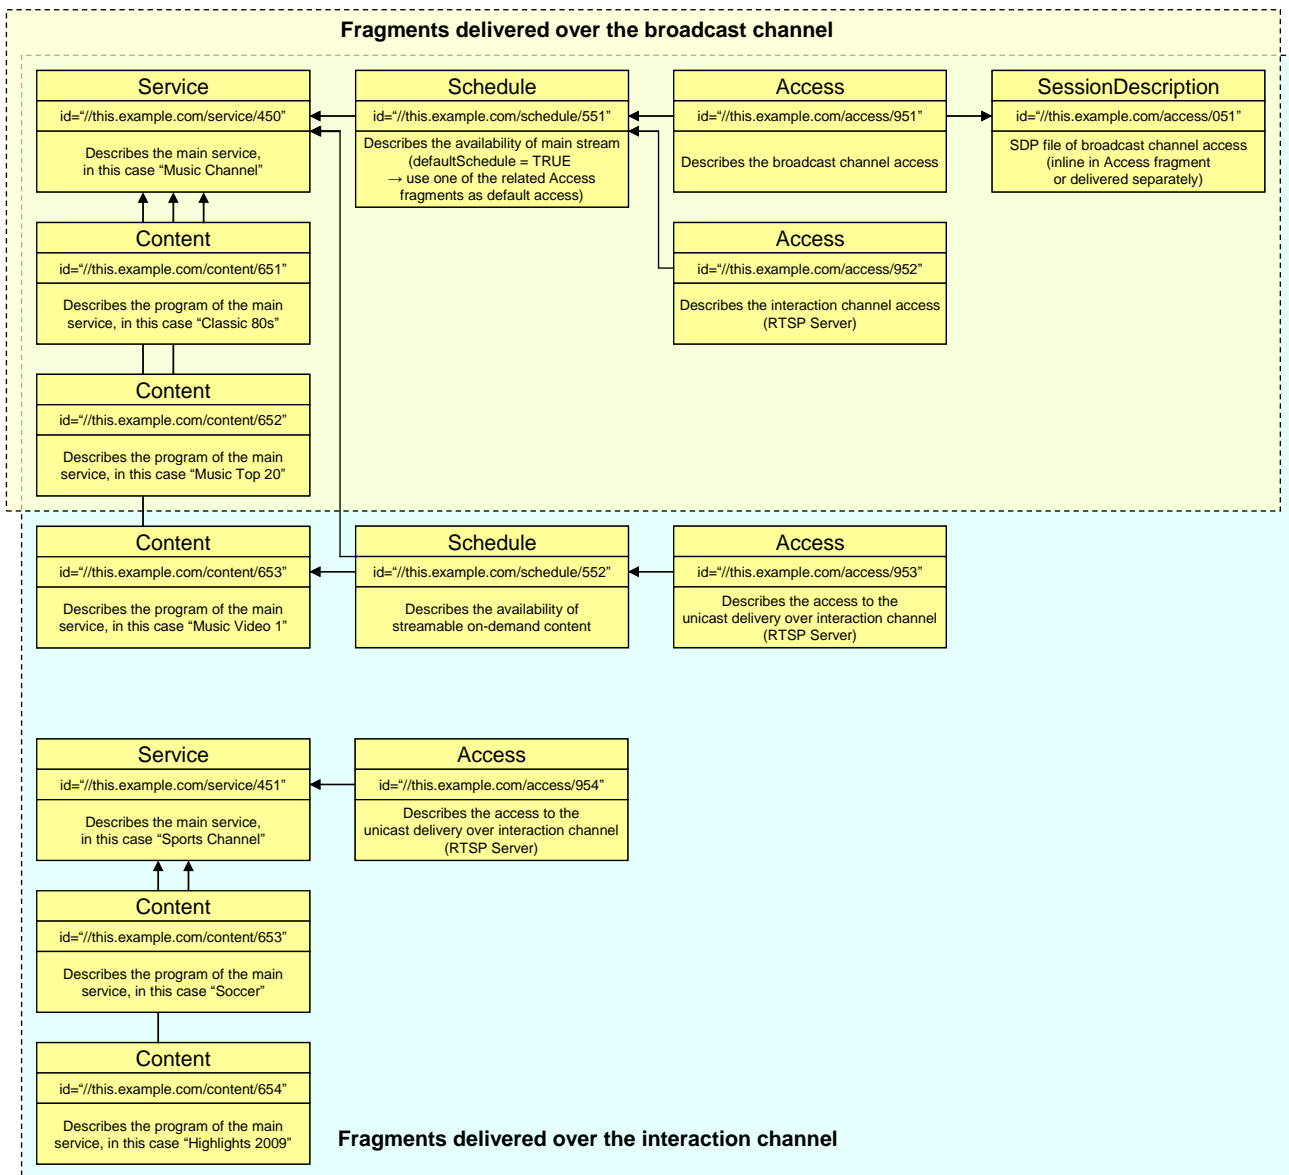 Fragments delivered over the broadcast channel
Service
id=“//this.example.com/service/450”
Describes the main service,
in this case “Music Channel”
Schedule
id=“//this.example.com/schedule/551”
Describes the availability of main stream
(defaultSchedule = TRUE
→ use one of the related Access
fragments as default access)
Access
id=“//this.example.com/access/951”
Describes the broadcast channel access
SessionDescription
id=“//this.example.com/access/051”
SDP file of broadcast channel access
(inline in Access fragment
or delivered separately)
Content
id=“//this.example.com/content/651”
Describes the program of the main
service, in this case “Classic 80s”
Access
id=“//this.example.com/access/952”
Describes the interaction channel access
(RTSP Server)
Content
id=“//this.example.com/content/652”
Describes the program of the main
service, in this case “Music Top 20”
Content
id=“//this.example.com/content/653”
Describes the program of the main
service, in this case “Music Video 1”
Schedule
id=“//this.example.com/schedule/552”
Describes the availability of
streamable on-demand content
Access
id=“//this.example.com/access/953”
Describes the access to the
unicast delivery over interaction channel
(RTSP Server)
Service
id=“//this.example.com/service/451”
Describes the main service,
in this case “Sports Channel”
Access
id=“//this.example.com/access/954”
Describes the access to the
unicast delivery over interaction channel
(RTSP Server)
Content
id=“//this.example.com/content/653”
Describes the program of the main
service, in this case “Soccer”
Content
id=“//this.example.com/content/654”
Describes the program of the main
service, in this case “Highlights 2009”
Fragments delivered over the interaction channel